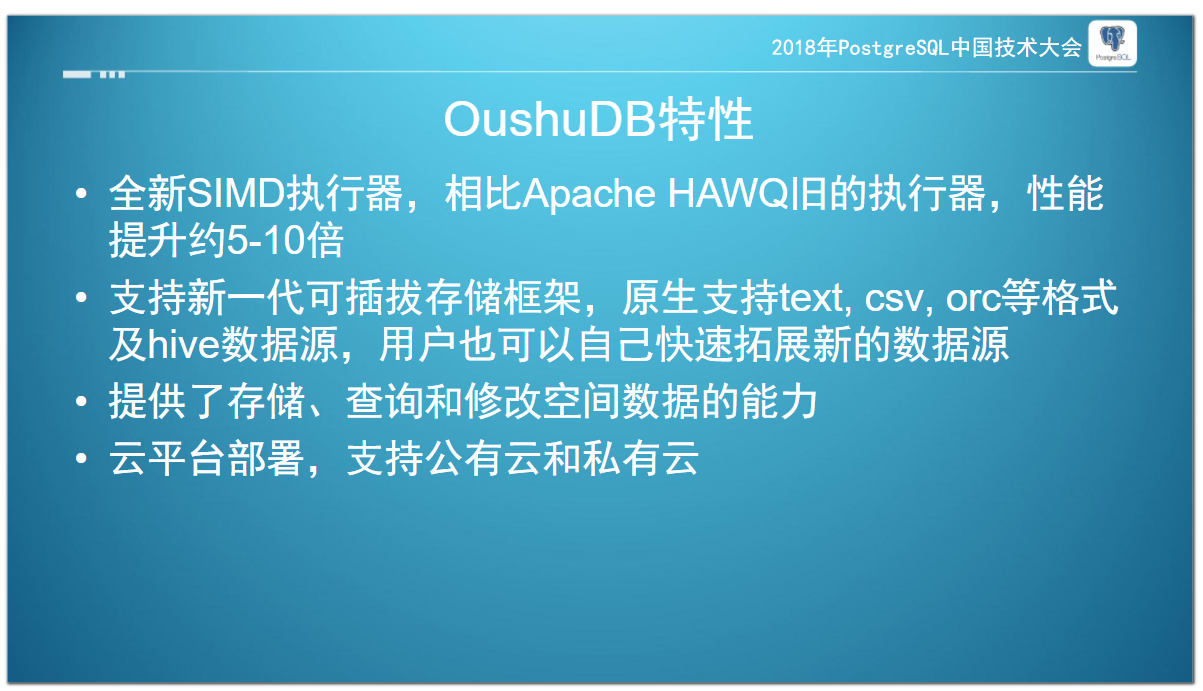 2018年PostgreSQL中国技术大会
PostgreSQL
OushuDB特性
• 全新SIMD执行器，相比Apache HAWQ旧的执行器，性能
提升约5-10倍
• 支持新一代可插拔存储框架，原生支持text, csv, orc等格式
及hive数据源，用户也可以自己快速拓展新的数据源
• 提供了存储、查询和修改空间数据的能力
• 云平台部署，支持公有云和私有云